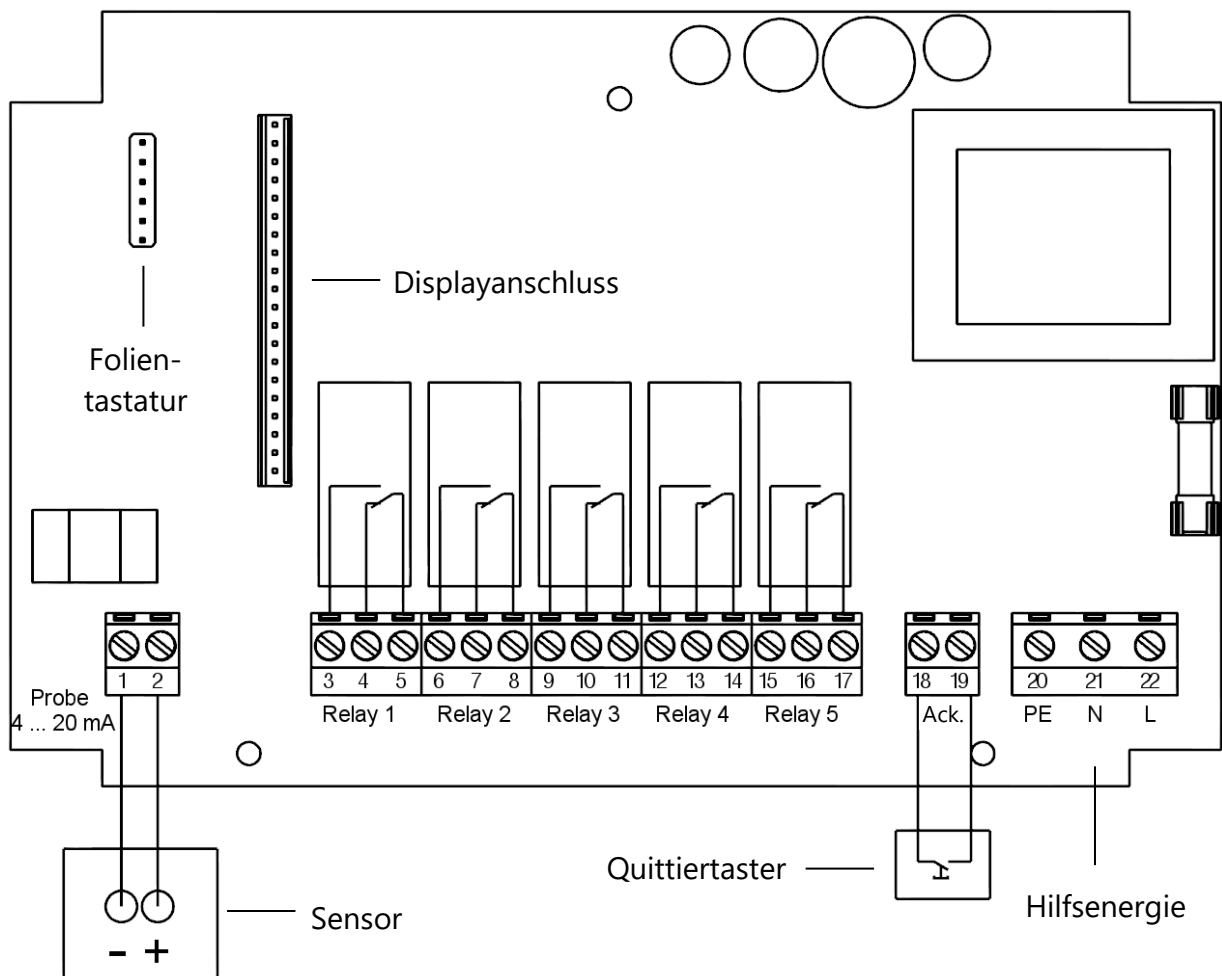 Displayanschluss
Folien-
tastatur
1 2
3 4 5 6 7 8 9 10 11 12 13 14 15 16 17
18 19
20 21 22
Probe
4 ... 20 mA
Relay 1 Relay 2 Relay 3 Relay 4 Relay 5
Ack.
PE N L
Quittiertaster
Hilfsenergie
Sensor
- +